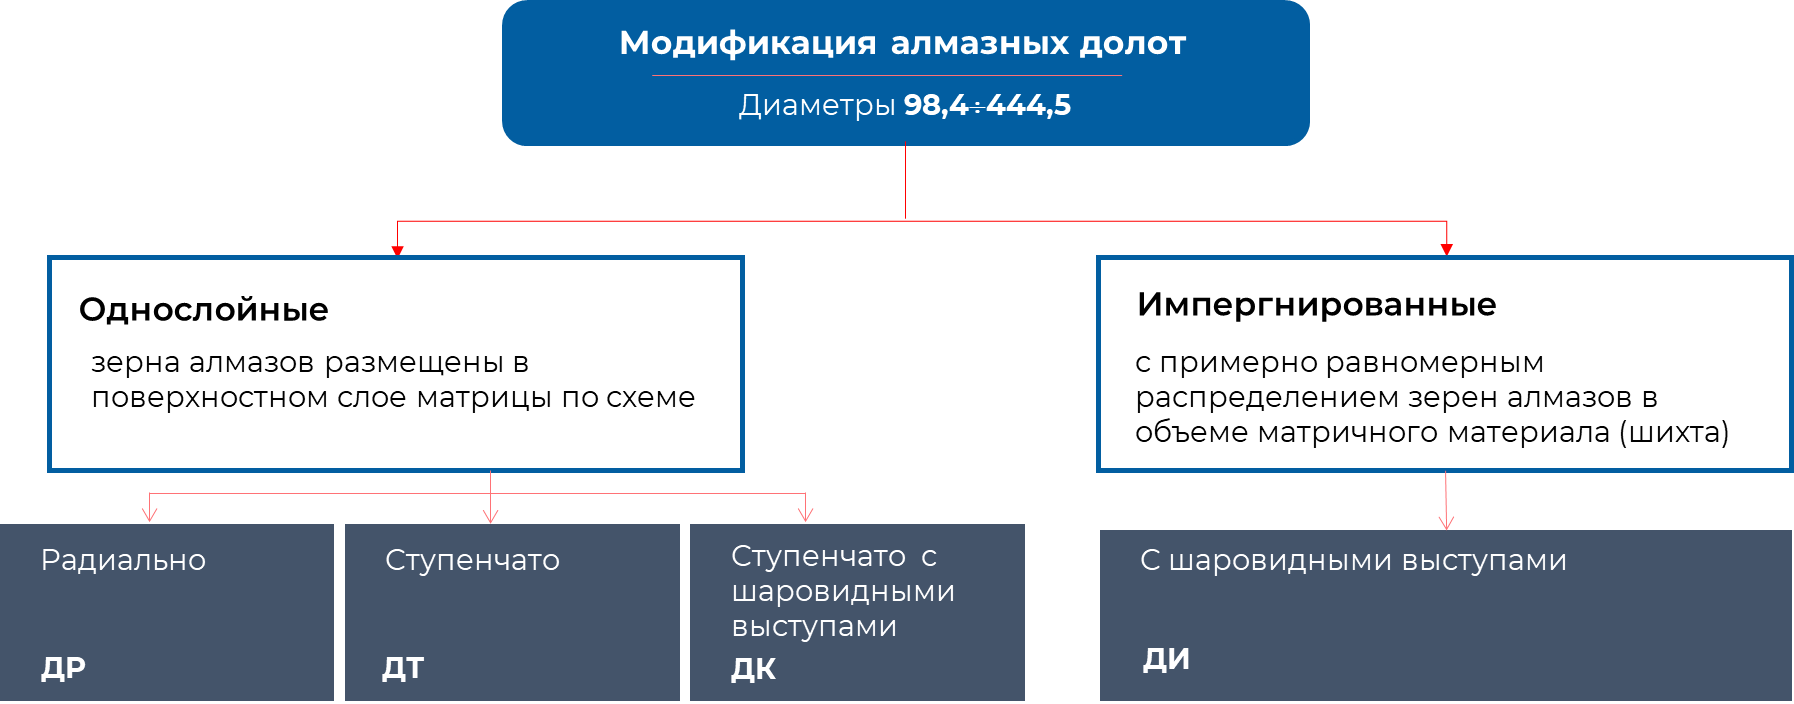 Модификация алмазных долот
Диаметры 98,4÷444,5
Однослойные
зерна алмазов размещены в
поверхностном слое матрицы по схеме
Импергнированные
с примерно равномерным
распределением зерен алмазов в
объеме матричного материала (шихта)
Радиально
ДР
Ступенчато
ДТ
Ступенчато с
шаровидными
выступами
ДК
С шаровидными выступами
ДИ